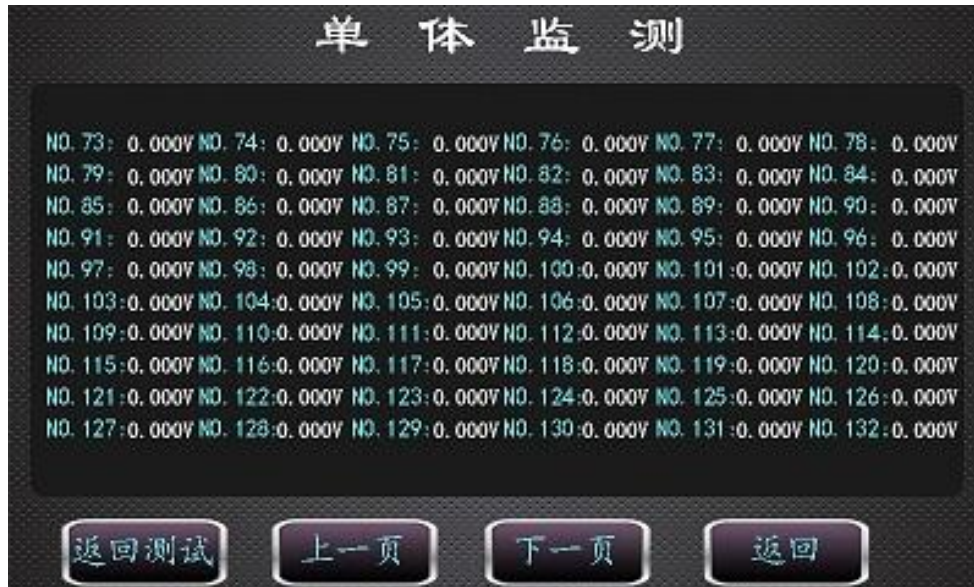 单体监测
NO. 73: 0.000V NO. 74: 0.000V NO. 75: 0.000V NO. 76: 0.000V NO. 77: 0.000V NO. 78: 0.000V
NO. 79: 0.000V NO. 80: 0.000V NO. 81: 0.000V NO. 82: 0.000V NO. 83: 0.000V NO. 84: 0.000V
NO. 85: 0.000V NO. 86: 0.000V NO. 87: 0.000V NO. 88: 0.000V NO. 89: 0.000V NO. 90: 0.000V
NO. 91: 0.000V NO. 92: 0.000V NO. 93: 0.000V NO. 94: 0.000V NO. 95: 0.000V NO. 96: 0.000V
NO. 97: 0.000V NO. 98: 0.000V NO. 99: 0.000V NO. 100:0.000V NO. 101:0.000V NO. 102:0.000V
NO. 103:0.000V NO. 104:0.000V NO. 105:0.000V NO. 106:0.000V NO. 107:0.000V NO. 108:0.000V
NO. 109:0.000V NO. 110:0.000V NO. 111:0.000V NO. 112:0.000V NO. 113:0.000V NO. 114:0.000V
NO. 115:0.000V NO. 116:0.000V NO. 117:0.000V NO. 118:0.000V NO. 119:0.000V NO. 120:0.000V
NO. 121:0.000V NO. 122:0.000V NO. 123:0.000V NO. 124:0.000V NO. 125:0.000V NO. 126:0.000V
NO. 127:0.000V NO. 128:0.000V NO. 129:0.000V NO. 130:0.000V NO. 131:0.000V NO. 132:0.000V
返回测试 上一页 下一页 返回